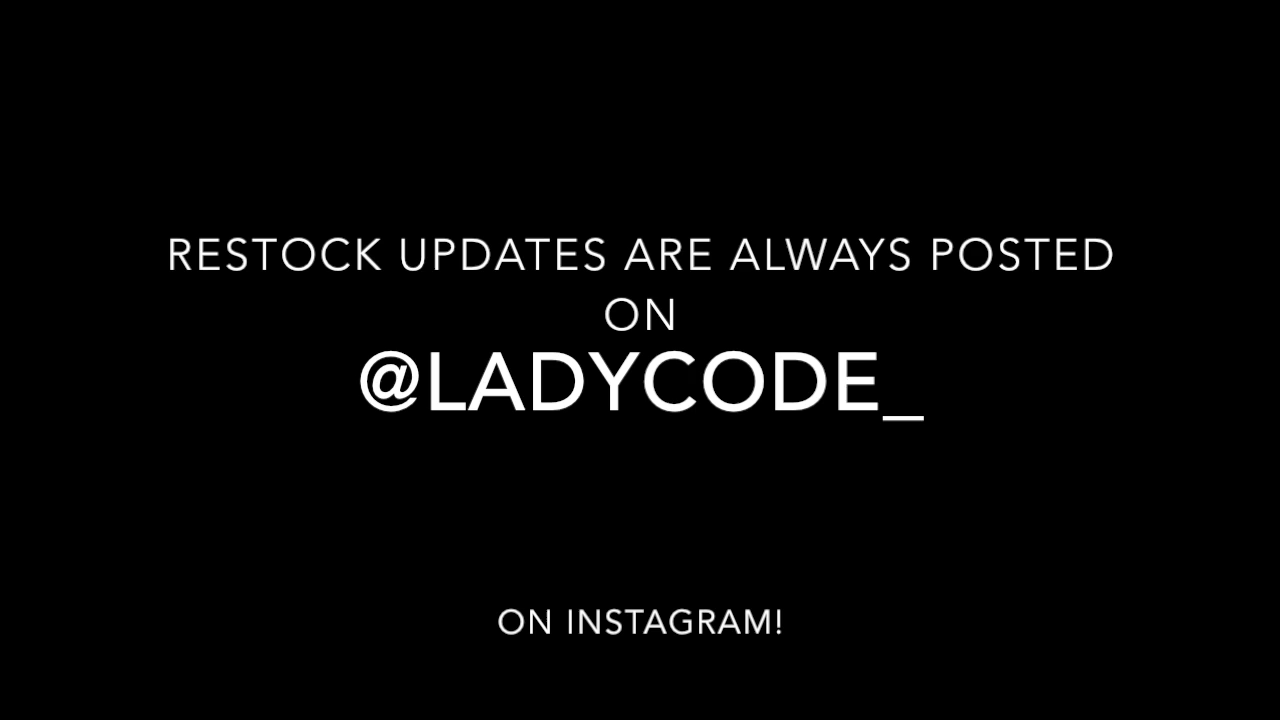 RESTOCK UPDATES ARE ALWAYS POSTED
ON
@LADYCODE_
ON INSTAGRAM!